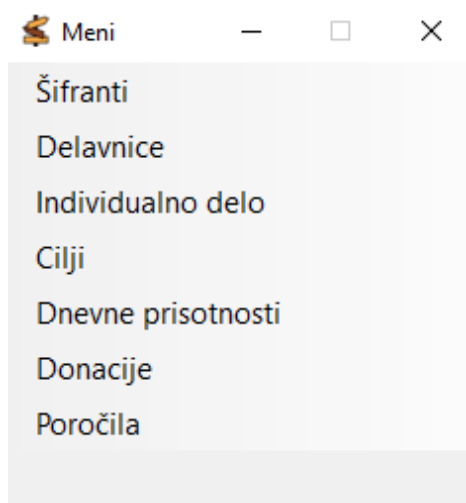 Meni
Šifranti
Delavnice
Individualno delo
Cilji
Dnevne prisotnosti
Donacije
Poročila